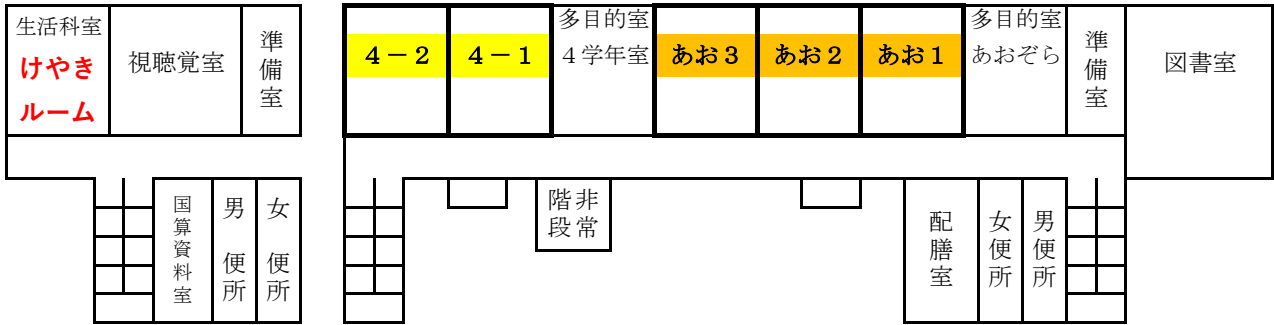 生活科室
けやき
ルーム
視聴覚室
準備室
４－２
４－１
多目的室
４学年室
あお３
あお２
あお１
多目的室
あおぞら
準備室
図書室
国算資料室
男便所
女便所
非常
階段
配膳室
女便所
男便所